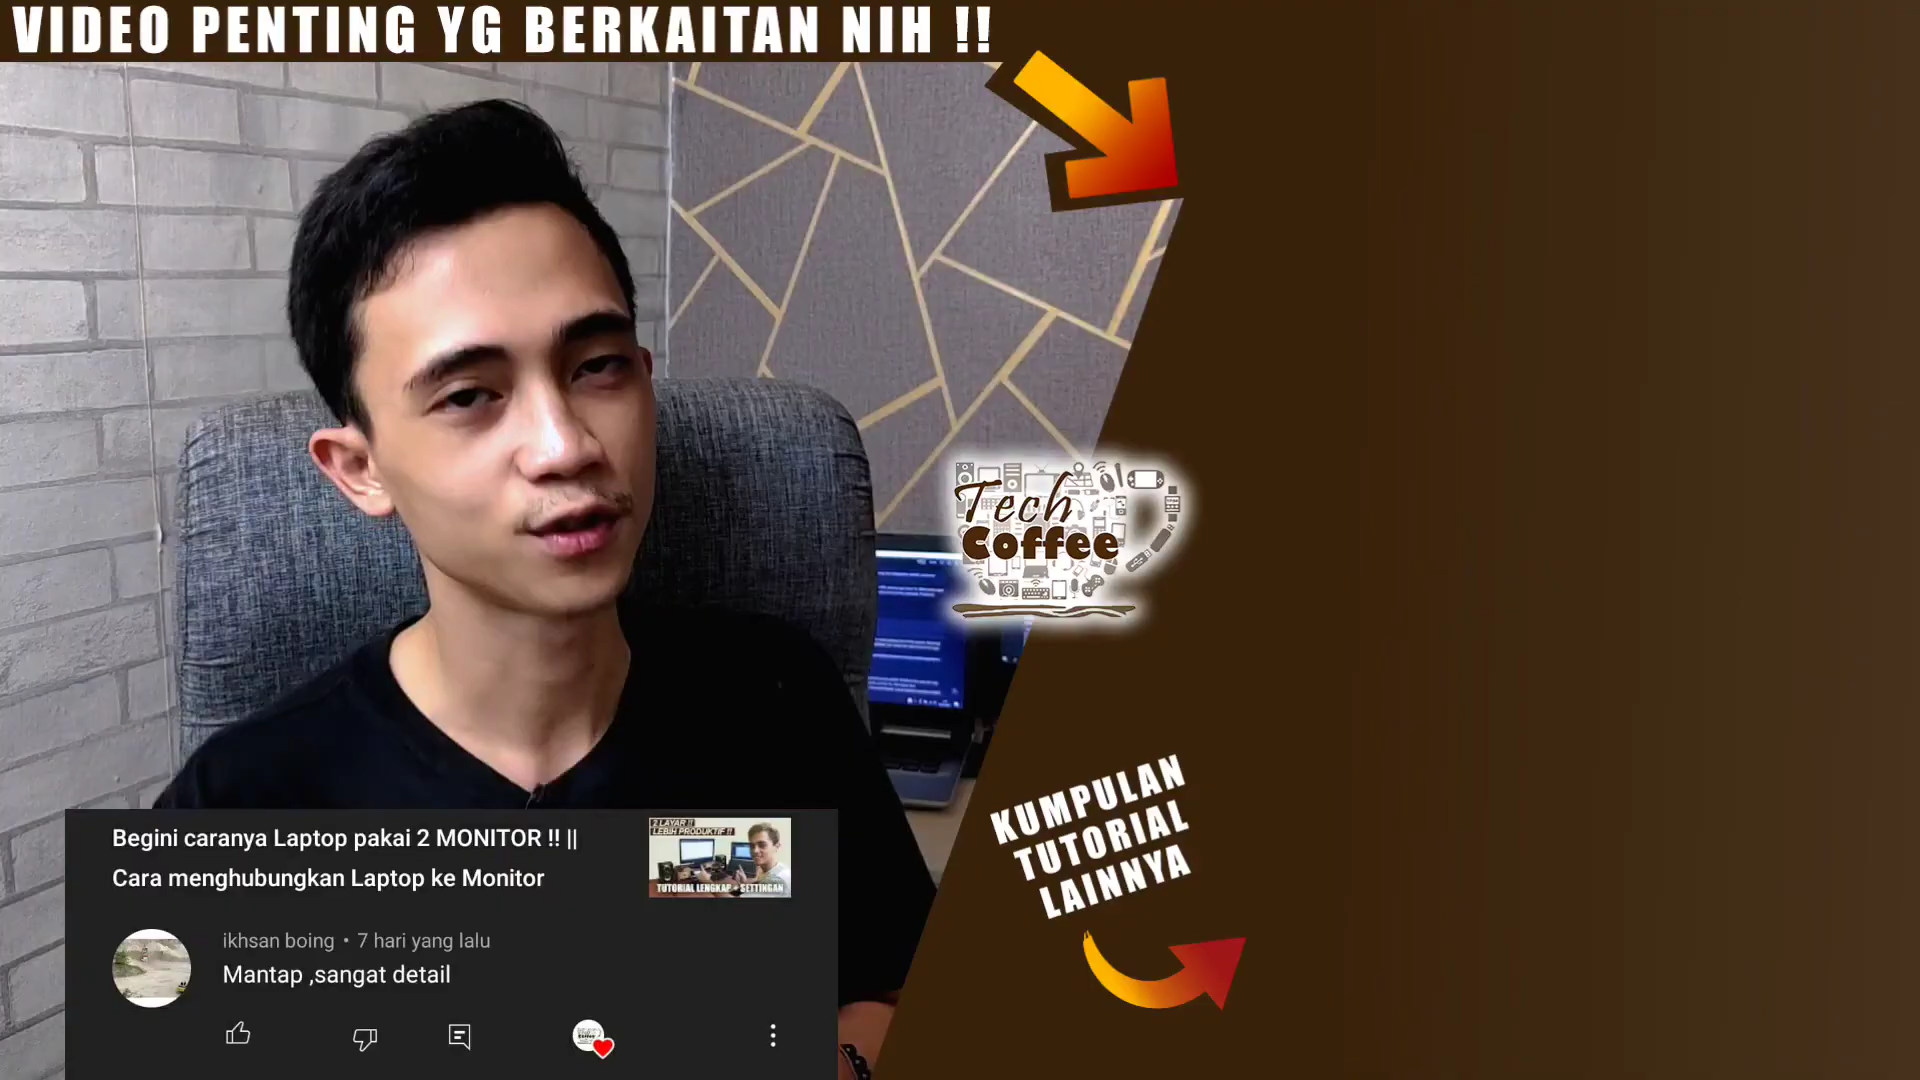 VIDEO PENTING YG BERKAITAN NIH !!
Tech
Coffee
KUMPULAN
TUTORIAL
LAINNYA
Begini caranya Laptop pakai 2 MONITOR !! ||
Cara menghubungkan Laptop ke Monitor
2 LAYAR !!
LEBIH PRODUKTIF !!
TUTORIAL LENGKAP + SETTINGAN
ikhsan boing • 7 hari yang lalu
Mantap ,sangat detail